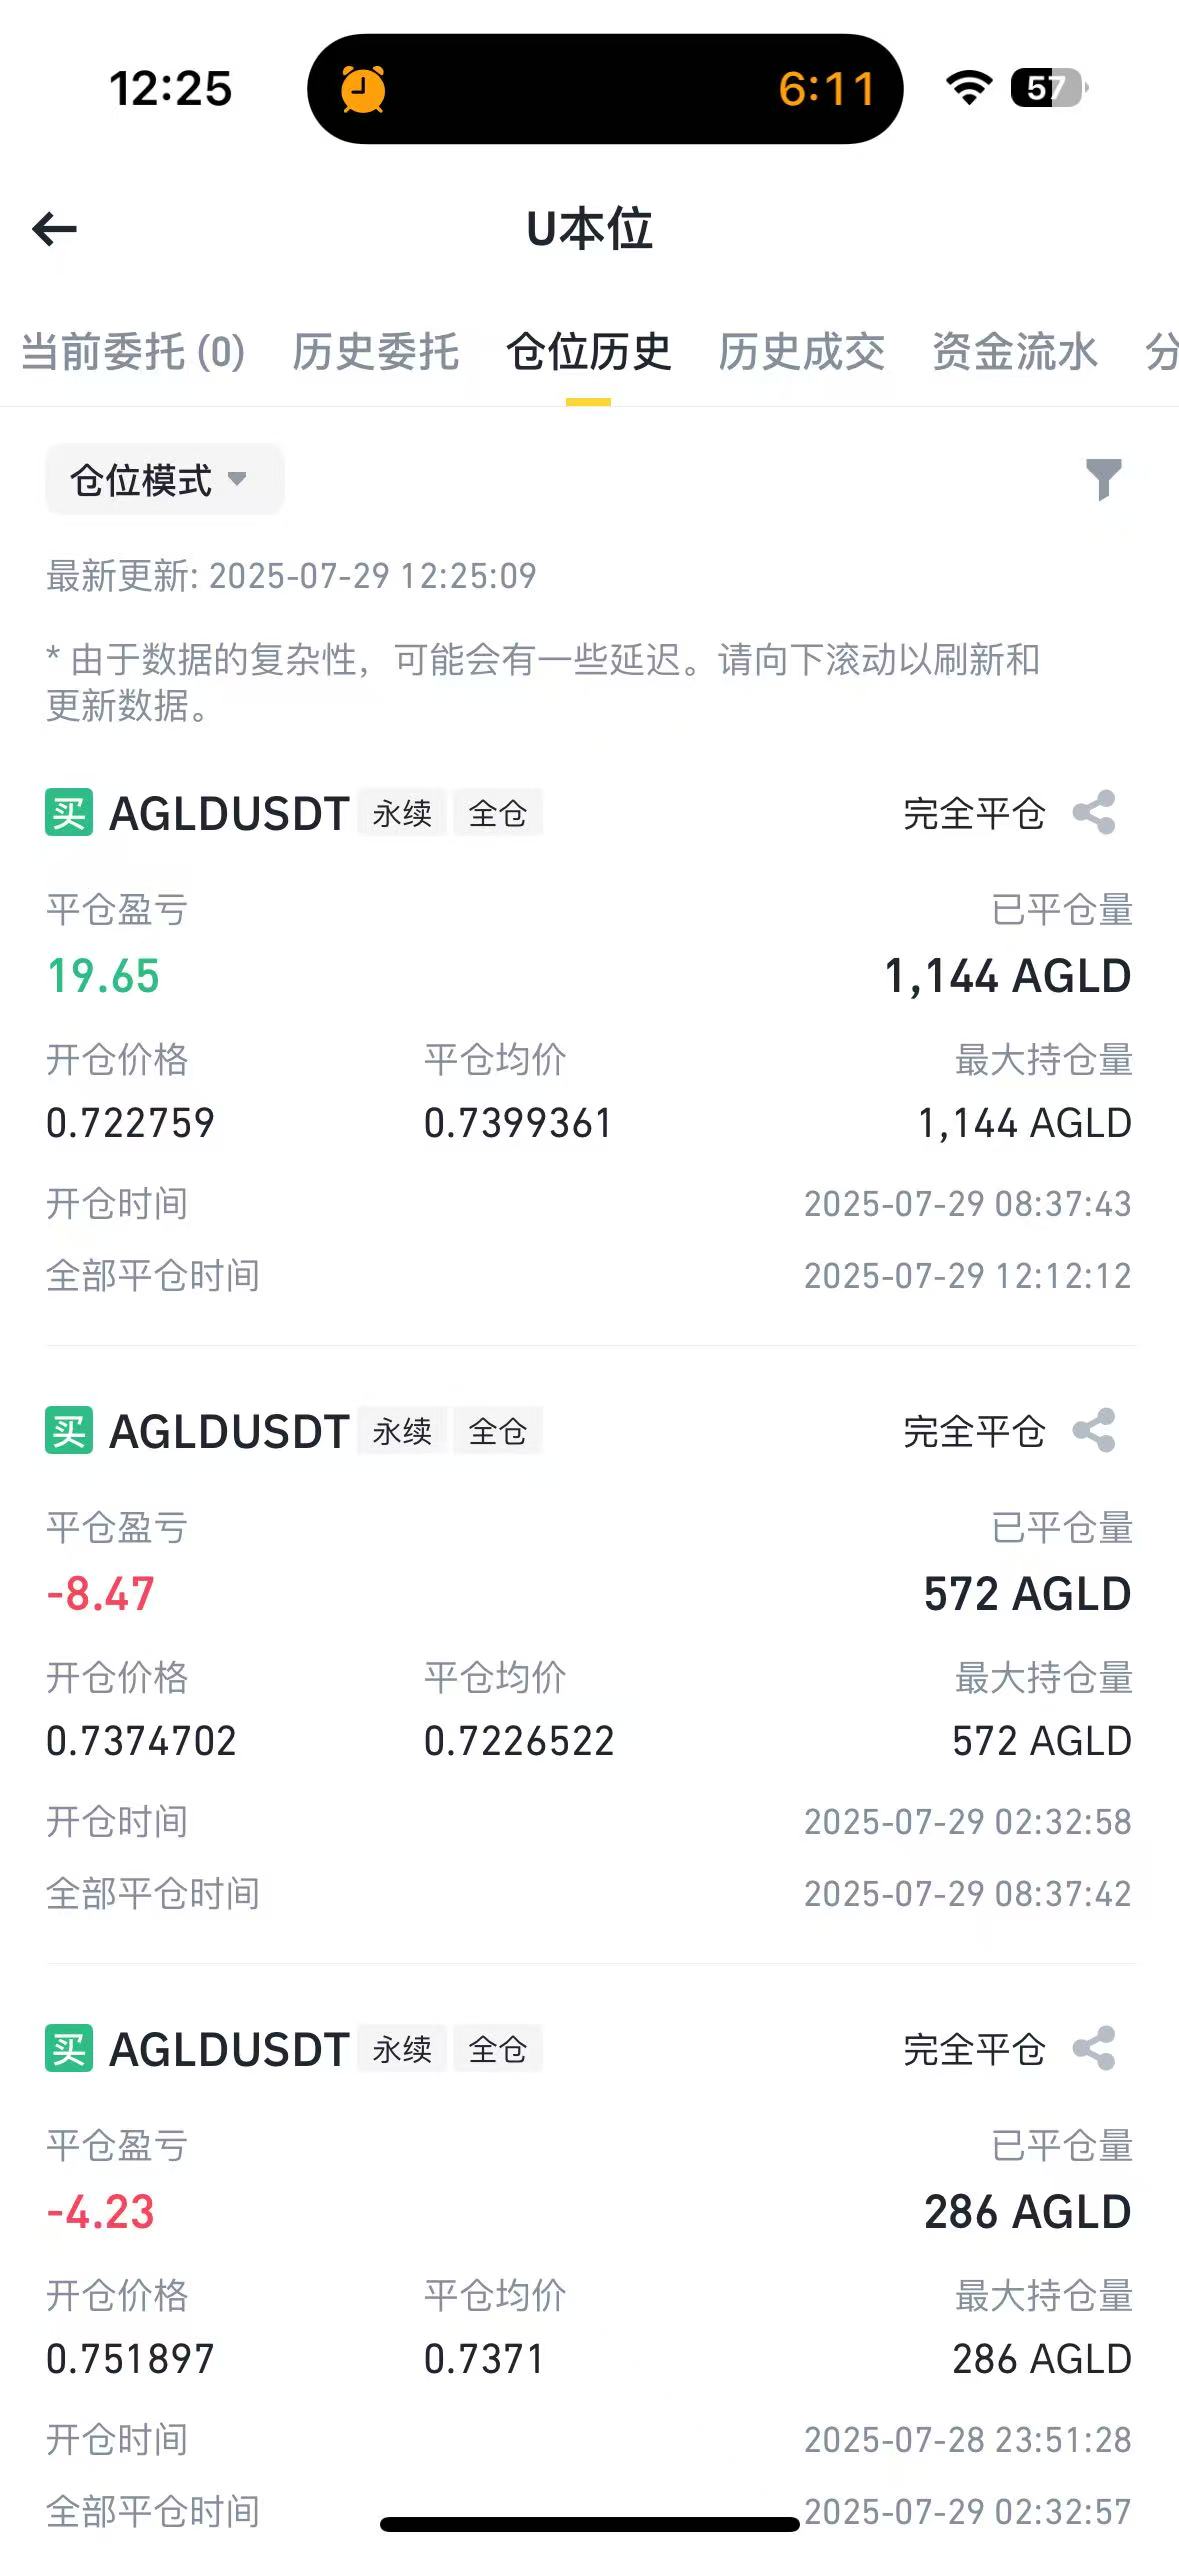 12:25 6:11 57
U本位
当前委托 (0) 历史委托 仓位历史 历史成交 资金流水 分
仓位模式
最新更新: 2025-07-29 12:25:09
* 由于数据的复杂性，可能会有一些延迟。请向下滚动以刷新和
更新数据。
买 AGLDUSDT 永续 全仓 完全平仓
平仓盈亏 已平仓量
19.65 1,144 AGLD
开仓价格 平仓均价 最大持仓量
0.722759 0.7399361 1,144 AGLD
开仓时间 2025-07-29 08:37:43
全部平仓时间 2025-07-29 12:12:12
买 AGLDUSDT 永续 全仓 完全平仓
平仓盈亏 已平仓量
-8.47 572 AGLD
开仓价格 平仓均价 最大持仓量
0.7374702 0.7226522 572 AGLD
开仓时间 2025-07-29 02:32:58
全部平仓时间 2025-07-29 08:37:42
买 AGLDUSDT 永续 全仓 完全平仓
平仓盈亏 已平仓量
-4.23 286 AGLD
开仓价格 平仓均价 最大持仓量
0.751897 0.7371 286 AGLD
开仓时间 2025-07-28 23:51:28
全部平仓时间 2025-07-29 02:32:57